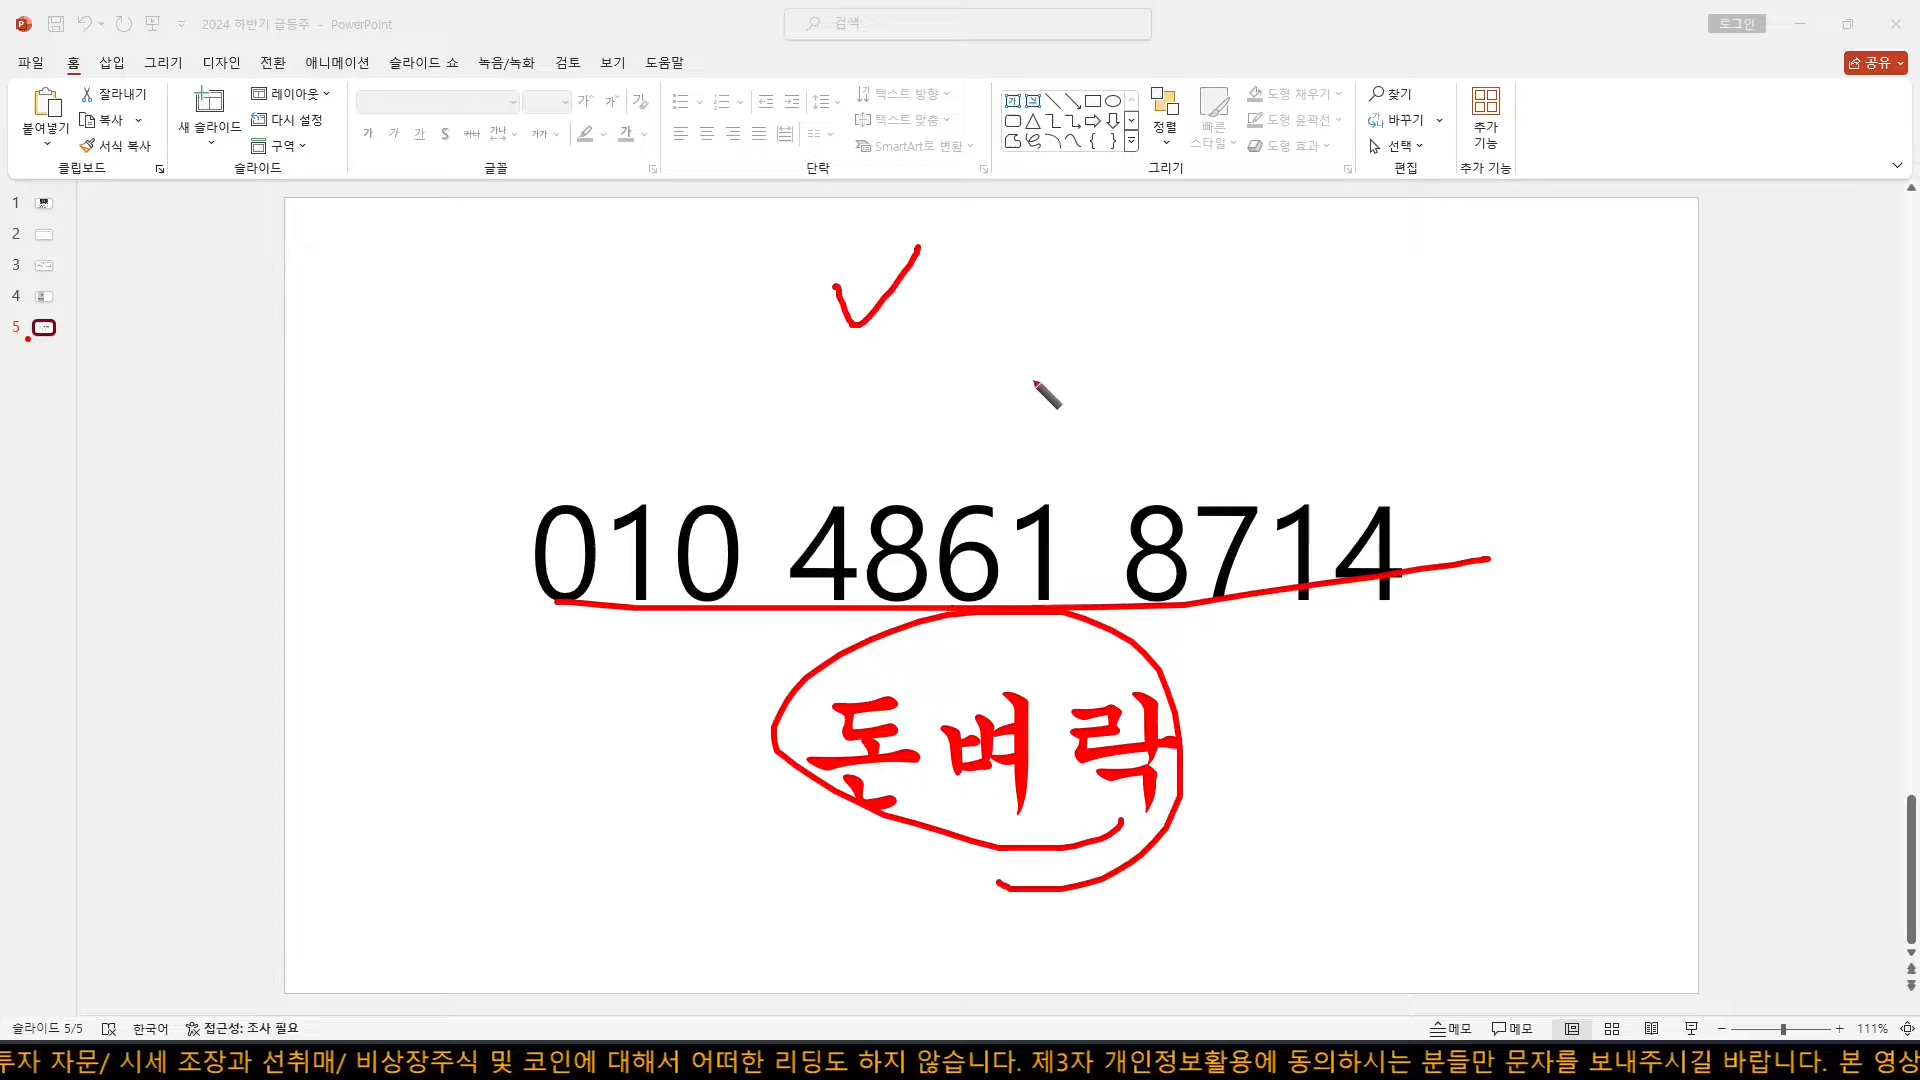 2024 하반기 급등주 - PowerPoint
검색
로그인
파일 홈 삽입 그리기 디자인 전환 애니메이션 슬라이드 쇼 녹음/녹화 검토 보기 도움말
공유
붙여넣기
잘라내기
복사
서식 복사
클립보드
새 슬라이드
레이아웃
다시 설정
구역
슬라이드
글꼴
텍스트 방향
텍스트 맞춤
SmartArt로 변환
단락
정렬
빠른
스타일
도형 채우기
도형 윤곽선
도형 효과
그리기
찾기
바꾸기
선택
편집
추가
기능
추가 기능
1
2
3
4
5
010 4861 8714
돈벼락
슬라이드 5/5 한국어 접근성: 조사 필요
메모 메모 111%
투자 자문/ 시세 조장과 선취매/ 비상장주식 및 코인에 대해서 어떠한 리딩도 하지 않습니다. 제3자 개인정보활용에 동의하시는 분들만 문자를 보내주시길 바랍니다. 본 영상